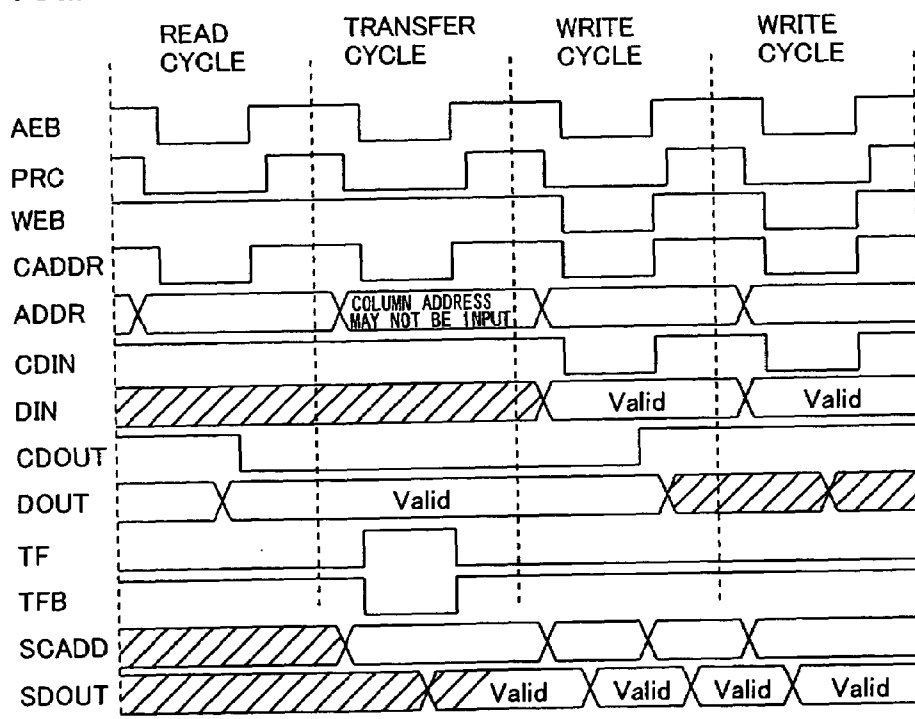 READ
CYCLE
TRANSFER
CYCLE
WRITE
CYCLE
WRITE
CYCLE
AEB
PRC
WEB
CADDR
ADDR
COLUMN ADDRESS
MAY NOT BE INPUT
CDIN
DIN
Valid
Valid
CDOUT
DOUT
Valid
TF
TFB
SCADD
SDOUT
Valid
Valid
Valid
Valid